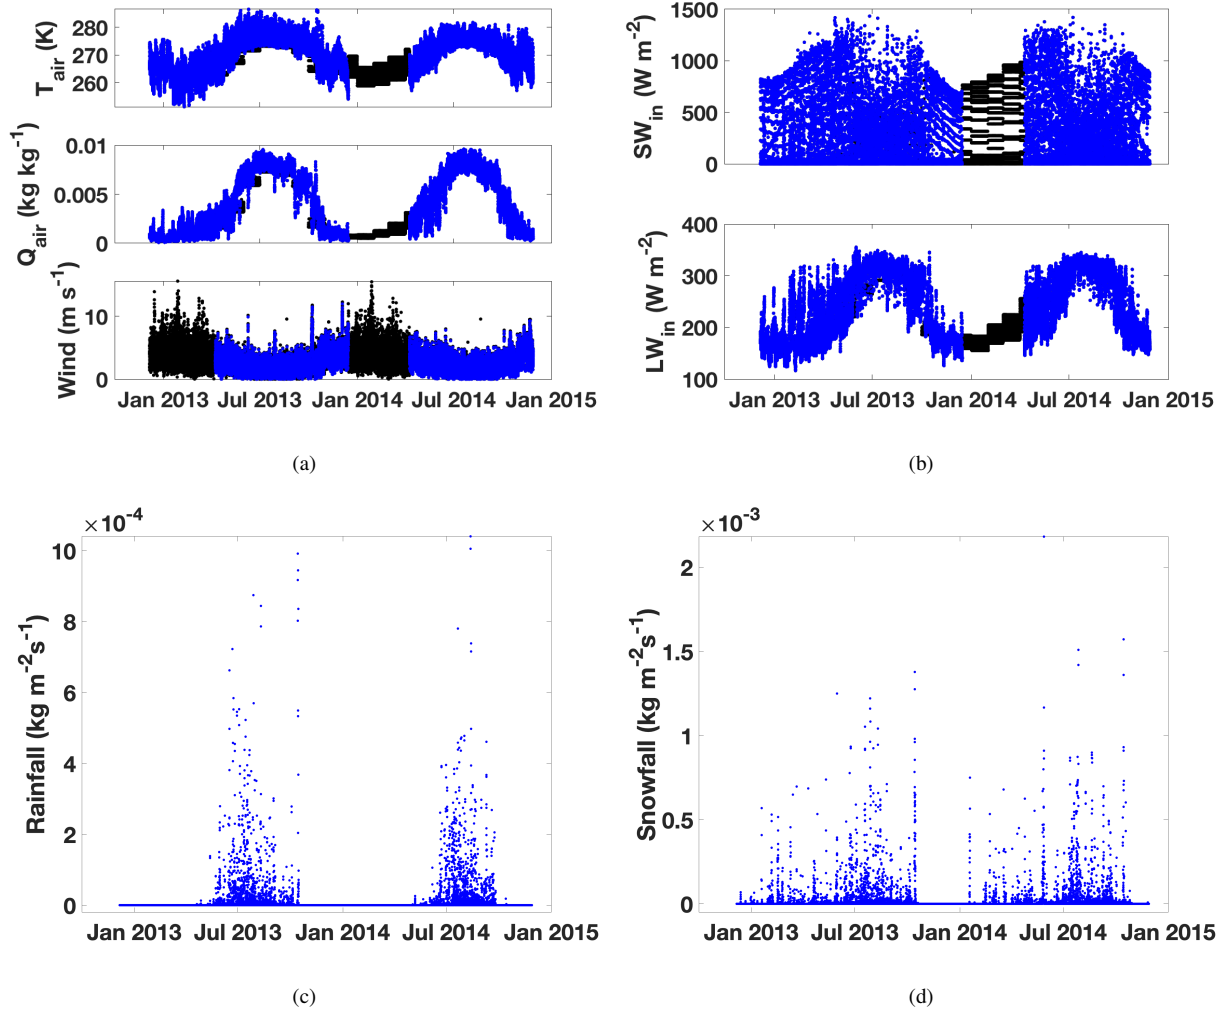 280
270
260
T_air (K)
0.01
0.005
0
Q_air (kg kg^-1)
10
0
Wind (m s^-1)
Jan 2013 Jul 2013 Jan 2014 Jul 2014 Jan 2015
(a)
1500
1000
500
0
SW_in (W m^-2)
400
300
200
100
LW_in (W m^-2)
Jan 2013 Jul 2013 Jan 2014 Jul 2014 Jan 2015
(b)
×10^-4
10
8
6
4
2
0
Rainfall (kg m^-2s^-1)
Jan 2013 Jul 2013 Jan 2014 Jul 2014 Jan 2015
(c)
×10^-3
2
1.5
1
0.5
0
Snowfall (kg m^-2s^-1)
Jan 2013 Jul 2013 Jan 2014 Jul 2014 Jan 2015
(d)